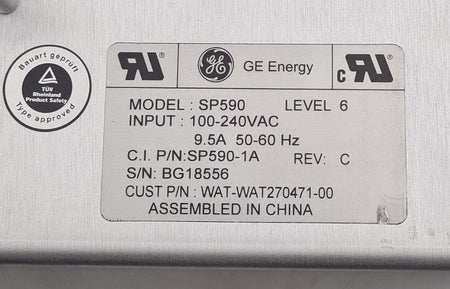 Bauart geprüft
TÜV
Rheinland
Product Safety
Type approved
GE Energy
c
MODEL : SP590 LEVEL 6
INPUT : 100-240VAC
9.5A 50-60 Hz
C.I. P/N:SP590-1A REV: C
S/N: BG18556
CUST P/N : WAT-WAT270471-00
ASSEMBLED IN CHINA